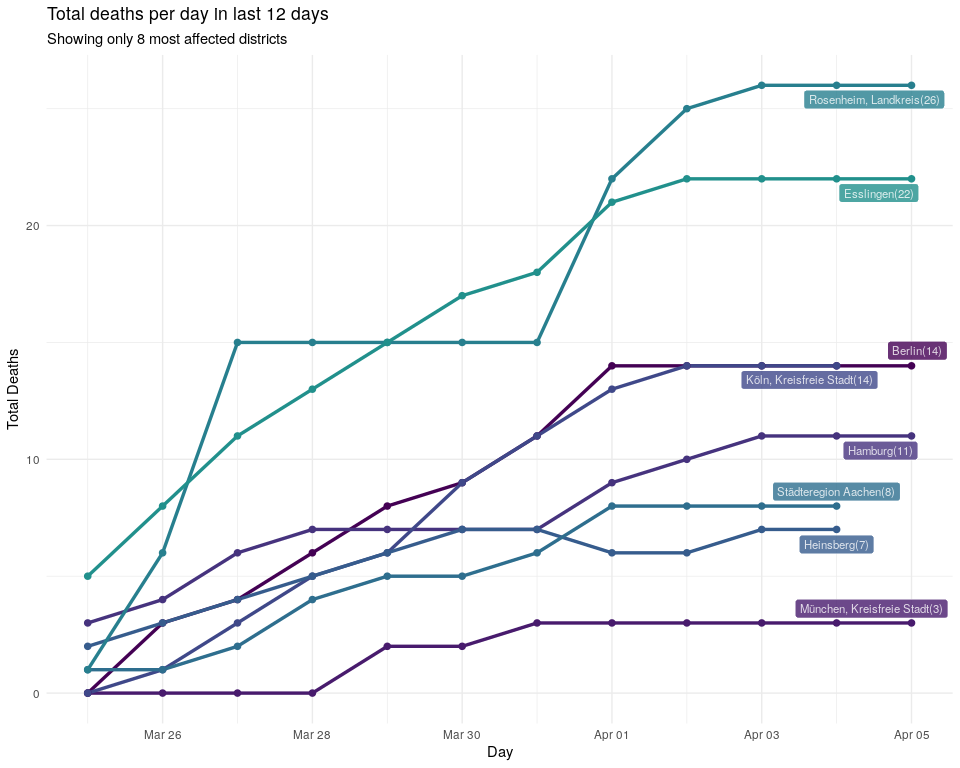 Total deaths per day in last 12 days
Showing only 8 most affected districts
Total Deaths
20
10
0
Rosenheim, Landkreis(26)
Esslingen(22)
Berlin(14)
Köln, Kreisfreie Stadt(14)
Hamburg(11)
Städteregion Aachen(8)
Heinsberg(7)
München, Kreisfreie Stadt(3)
Mar 26
Mar 28
Mar 30
Apr 01
Apr 03
Apr 05
Day